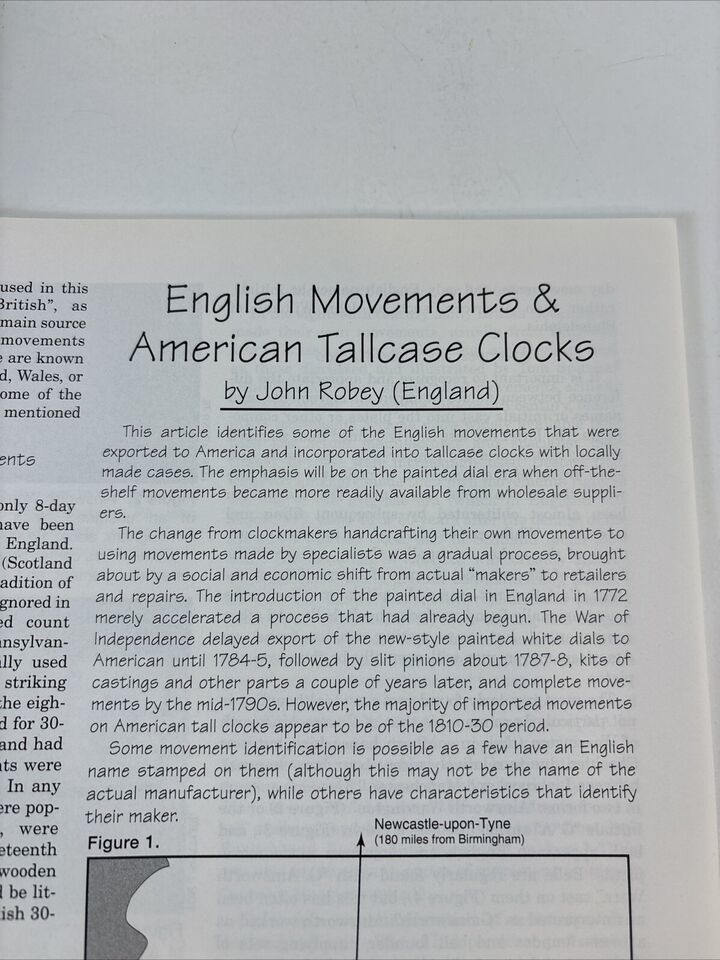 used in this
British", as
main source
movements
e are known
d, Wales, or
ome of the
mentioned
ents
only 8-day
have been
England.
(Scotland
adition of
gnored in
ed count
nsylvan-
ally used
striking
the eigh-
d for 30-
and had
nts were
In any
ere pop-
, were
eteenth
wooden
d be lit-
ish 30-
English Movements &
American Tallcase Clocks
by John Robey (England)
This article identifies some of the English movements that were
exported to America and incorporated into tallcase clocks with locally
made cases. The emphasis will be on the painted dial era when off-the-
shelf movements became more readily available from wholesale suppli-
ers.
The change from clockmakers handcrafting their own movements to
using movements made by specialists was a gradual process, brought
about by a social and economic shift from actual "makers" to retailers
and repairs. The introduction of the painted dial in England in 1772
merely accelerated a process that had already begun. The War of
Independence delayed export of the new-style painted white dials to
American until 1784-5, followed by slit pinions about 1787-8, kits of
castings and other parts a couple of years later, and complete move-
ments by the mid-1790s. However, the majority of imported movements
on American tall clocks appear to be of the 1810-30 period.
Some movement identification is possible as a few have an English
name stamped on them (although this may not be the name of the
actual manufacturer), while others have characteristics that identify
their maker.
Figure 1.
Newcastle-upon-Tyne
(180 miles from Birmingham)